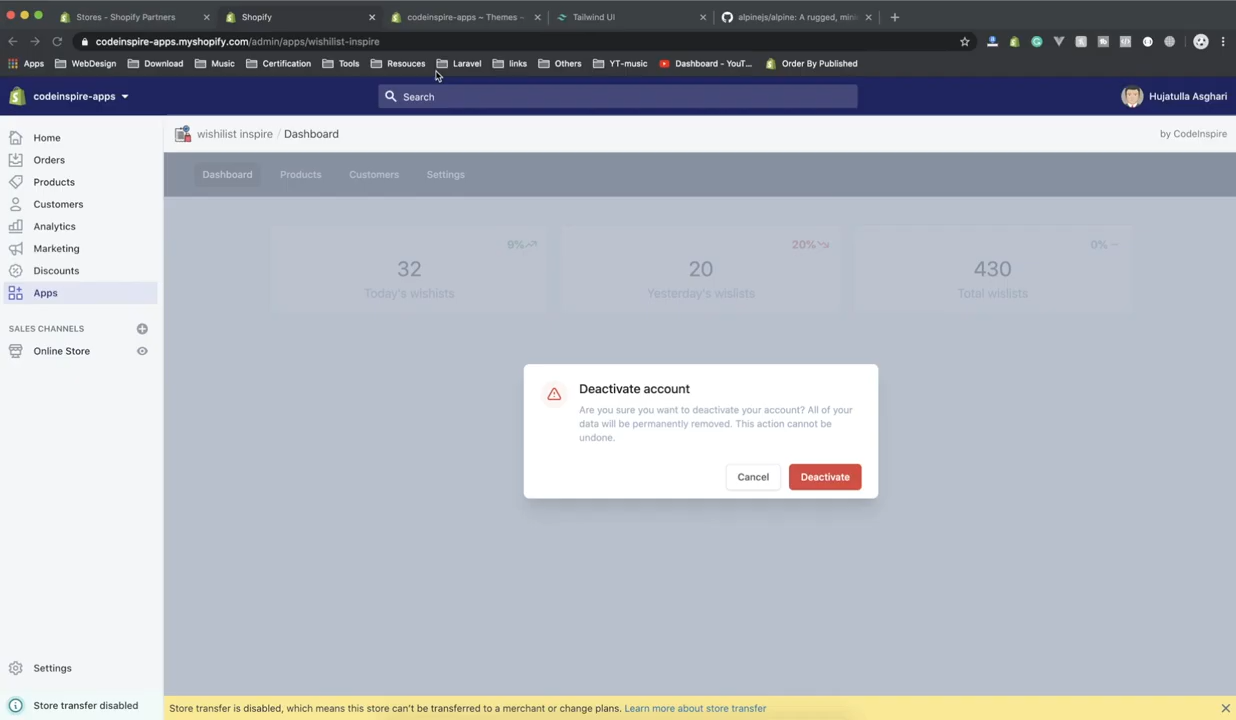 Stores - Shopify Partners
Shopify
codeinspire-apps ~ Themes ~
Tailwind UI
alpinejs/alpine: A rugged, mini
codeinspire-apps.myshopify.com/admin/apps/wishilist-inspire
Apps
WebDesign
Download
Music
Certification
Tools
Resouces
Laravel
links
Others
YT-music
Dashboard - YouT...
Order By Published
codeinspire-apps
Search
Hujatulla Asghari
Home
Orders
Products
Customers
Analytics
Marketing
Discounts
Apps
SALES CHANNELS
Online Store
Settings
Store transfer disabled
wishilist inspire / Dashboard
by CodeInspire
Dashboard
Products
Customers
Settings
9%
32
Today's wishists
20%
20
Yesterday's wislists
0%
430
Total wislists
Deactivate account
Are you sure you want to deactivate your account? All of your
data will be permanently removed. This action cannot be
undone.
Cancel
Deactivate
Store transfer is disabled, which means this store can't be transferred to a merchant or change plans. Learn more about store transfer